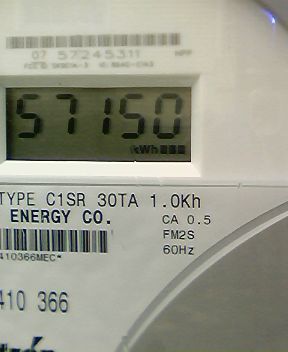 07 57245311
57150
kWh
TYPE C1SR 30TA 1.0Kh
ENERGY CO.
CA 0.5
FM2S
60Hz
410366MEC*
410 366